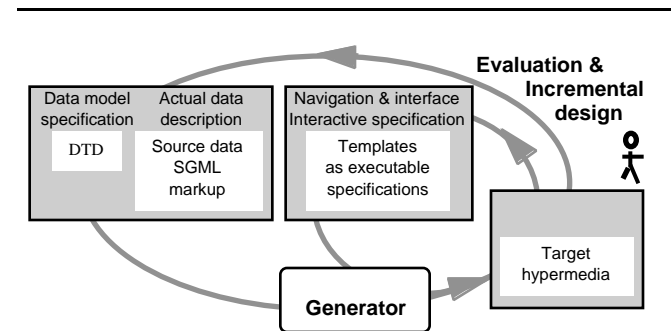 Evaluation &
Incremental
design
Data model
specification
DTD
Actual data
description
Source data
SGML
markup
Navigation & interface
Interactive specification
Templates
as executable
specifications
Target
hypermedia
Generator